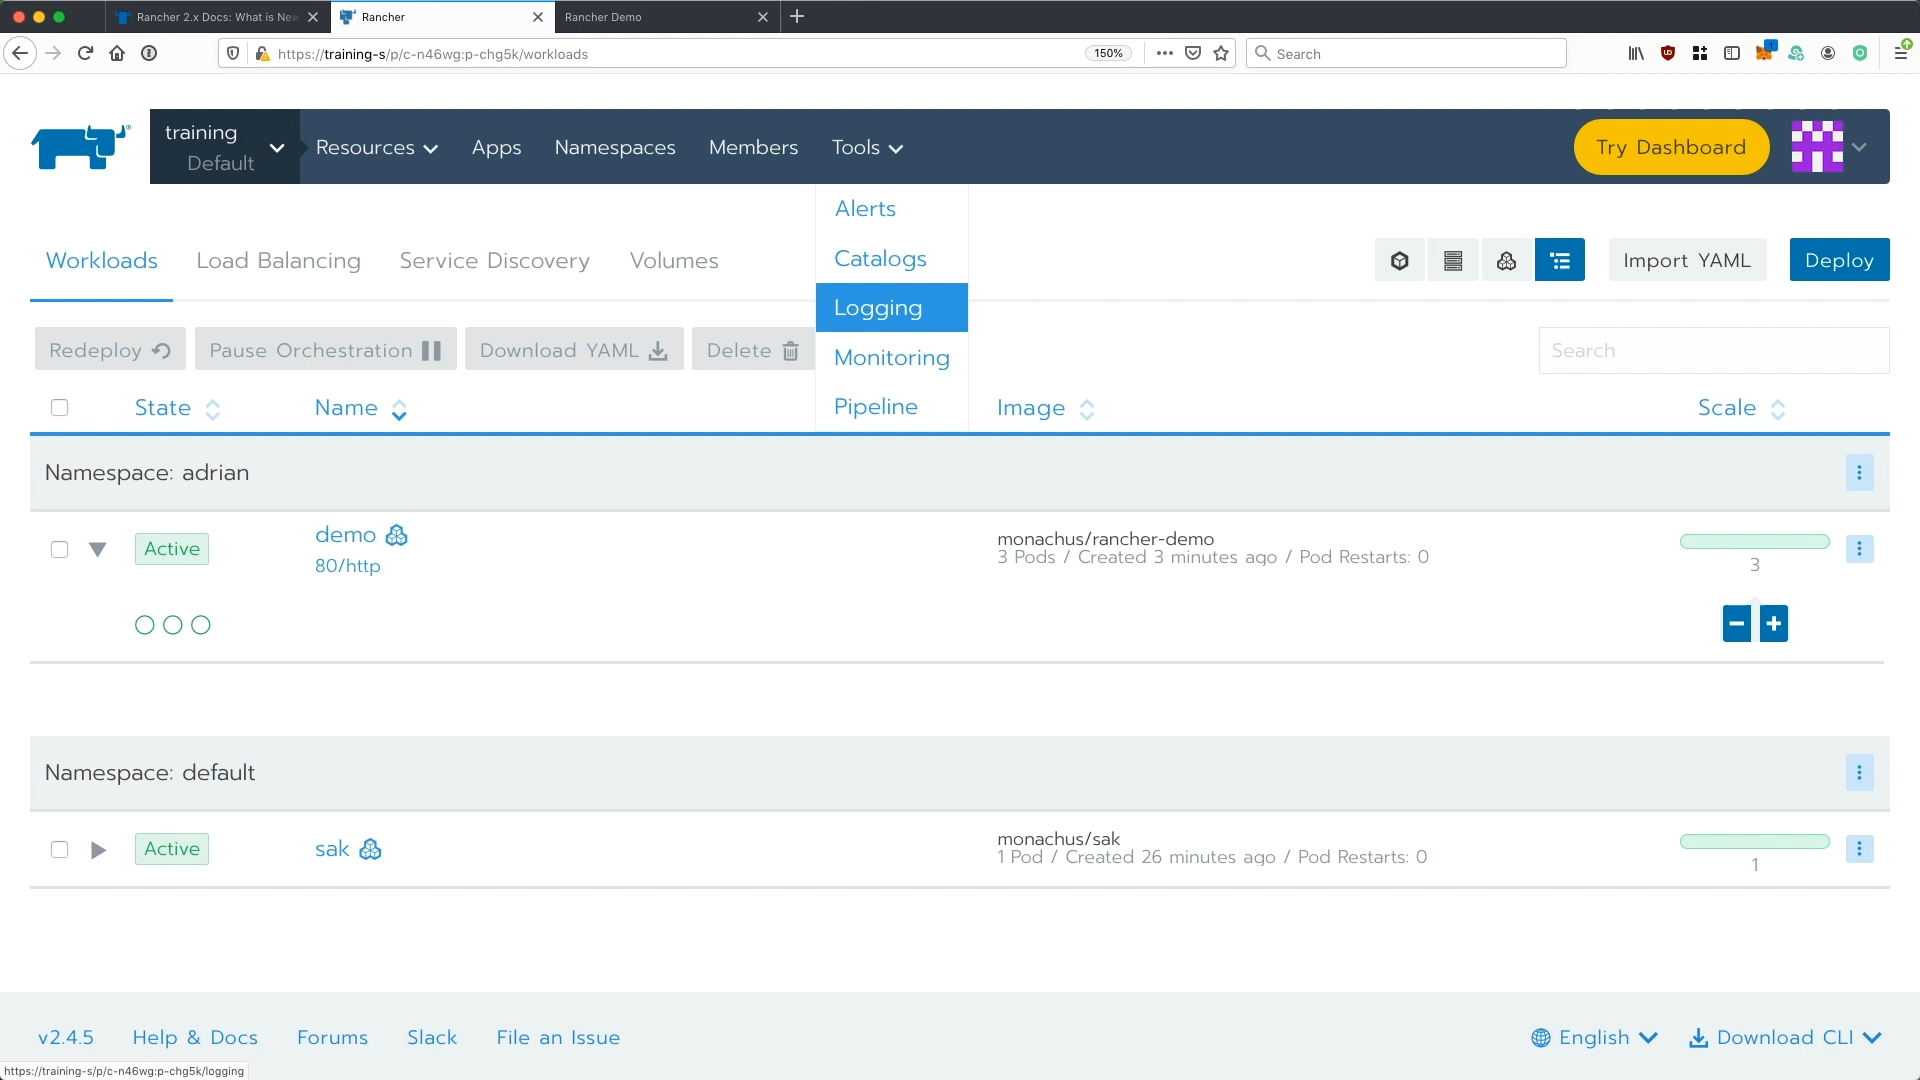 Rancher 2.x Docs: What is New
Rancher
Rancher Demo
https://training-s/p/c-n46wg:p-chg5k/workloads
150%
Search
1
training
Default
Resources
Apps
Namespaces
Members
Tools
Try Dashboard
Alerts
Catalogs
Logging
Monitoring
Pipeline
Workloads
Load Balancing
Service Discovery
Volumes
Import YAML
Deploy
Redeploy
Pause Orchestration
Download YAML
Delete
Search
State
Name
Image
Scale
Namespace: adrian
Active
demo
80/http
monachus/rancher-demo
3 Pods / Created 3 minutes ago / Pod Restarts: 0
3
Namespace: default
Active
sak
monachus/sak
1 Pod / Created 26 minutes ago / Pod Restarts: 0
1
v2.4.5
Help & Docs
Forums
Slack
File an Issue
English
Download CLI
https://training-s/p/c-n46wg:p-chg5k/logging